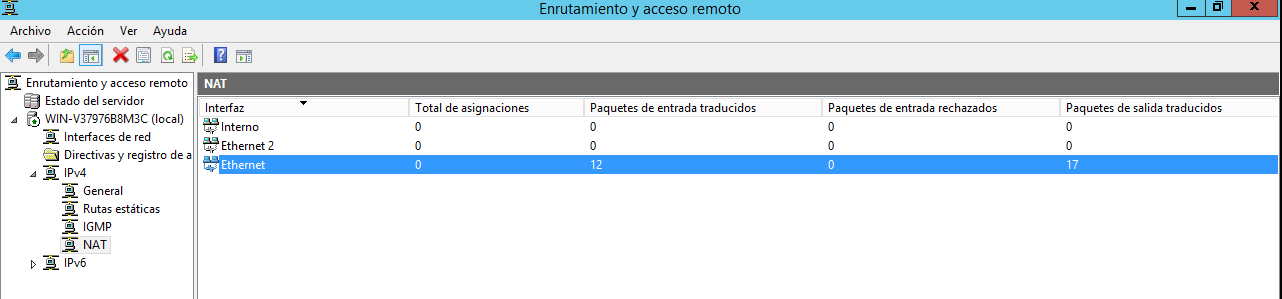 Enrutamiento y acceso remoto
Archivo Acción Ver Ayuda
Enrutamiento y acceso remoto
Estado del servidor
WIN-V37976B8M3C (local)
Interfaces de red
Directivas y registro de a
IPv4
General
Rutas estáticas
IGMP
NAT
IPv6
NAT
Interfaz Total de asignaciones Paquetes de entrada traducidos Paquetes de entrada rechazados Paquetes de salida traducidos
Interno 0 0 0 0
Ethernet 2 0 0 0 0
Ethernet 0 12 0 17